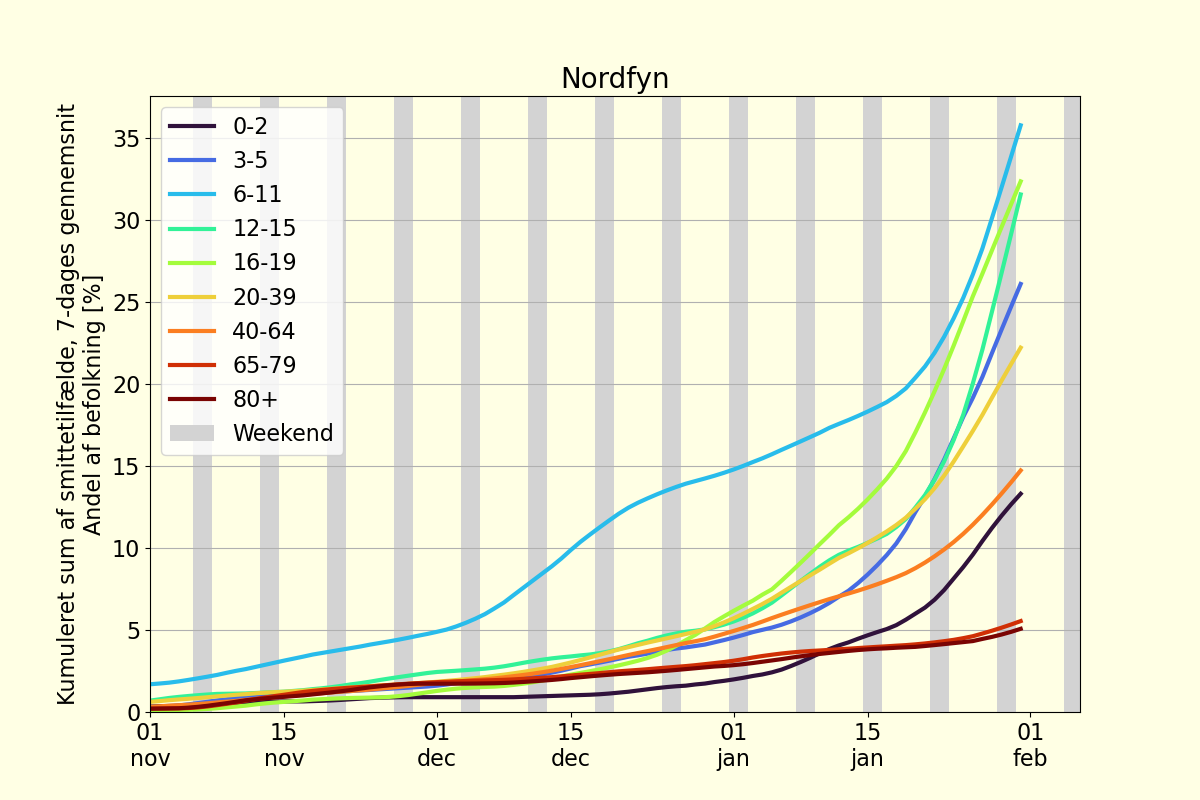 Nordfyn
Kumuleret sum af smittetilfælde, 7-dages gennemsnit
Andel af befolkning [%]
35
30
25
20
15
10
5
0
0-2
3-5
6-11
12-15
16-19
20-39
40-64
65-79
80+
Weekend
01 15 01 15 01 15 01
nov nov dec dec jan jan feb